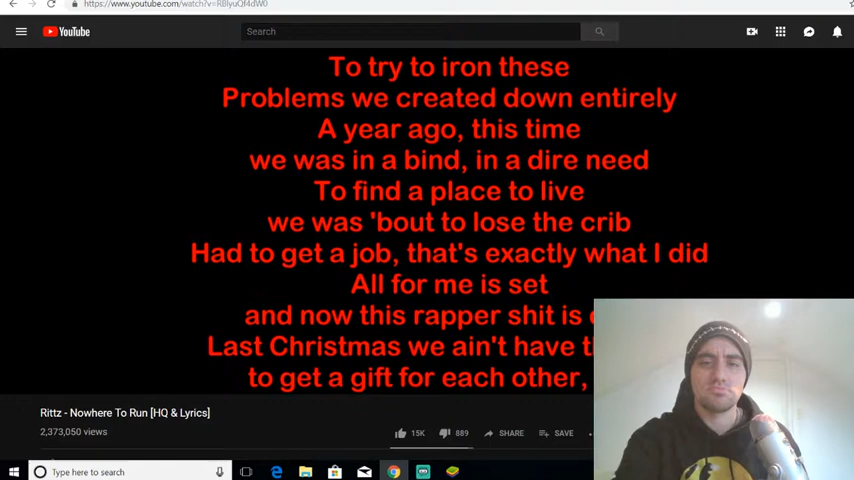 https://www.youtube.com/watch?v=RBlyuQf4dW0
YouTube
Search
To try to iron these
Problems we created down entirely
A year ago, this time
we was in a bind, in a dire need
To find a place to live
we was 'bout to lose the crib
Had to get a job, that's exactly what I did
All for me is set
and now this rapper shit is
Last Christmas we ain't have
to get a gift for each other,
Rittz - Nowhere To Run [HQ & Lyrics]
2,373,050 views
15K
889
SHARE
SAVE
Type here to search